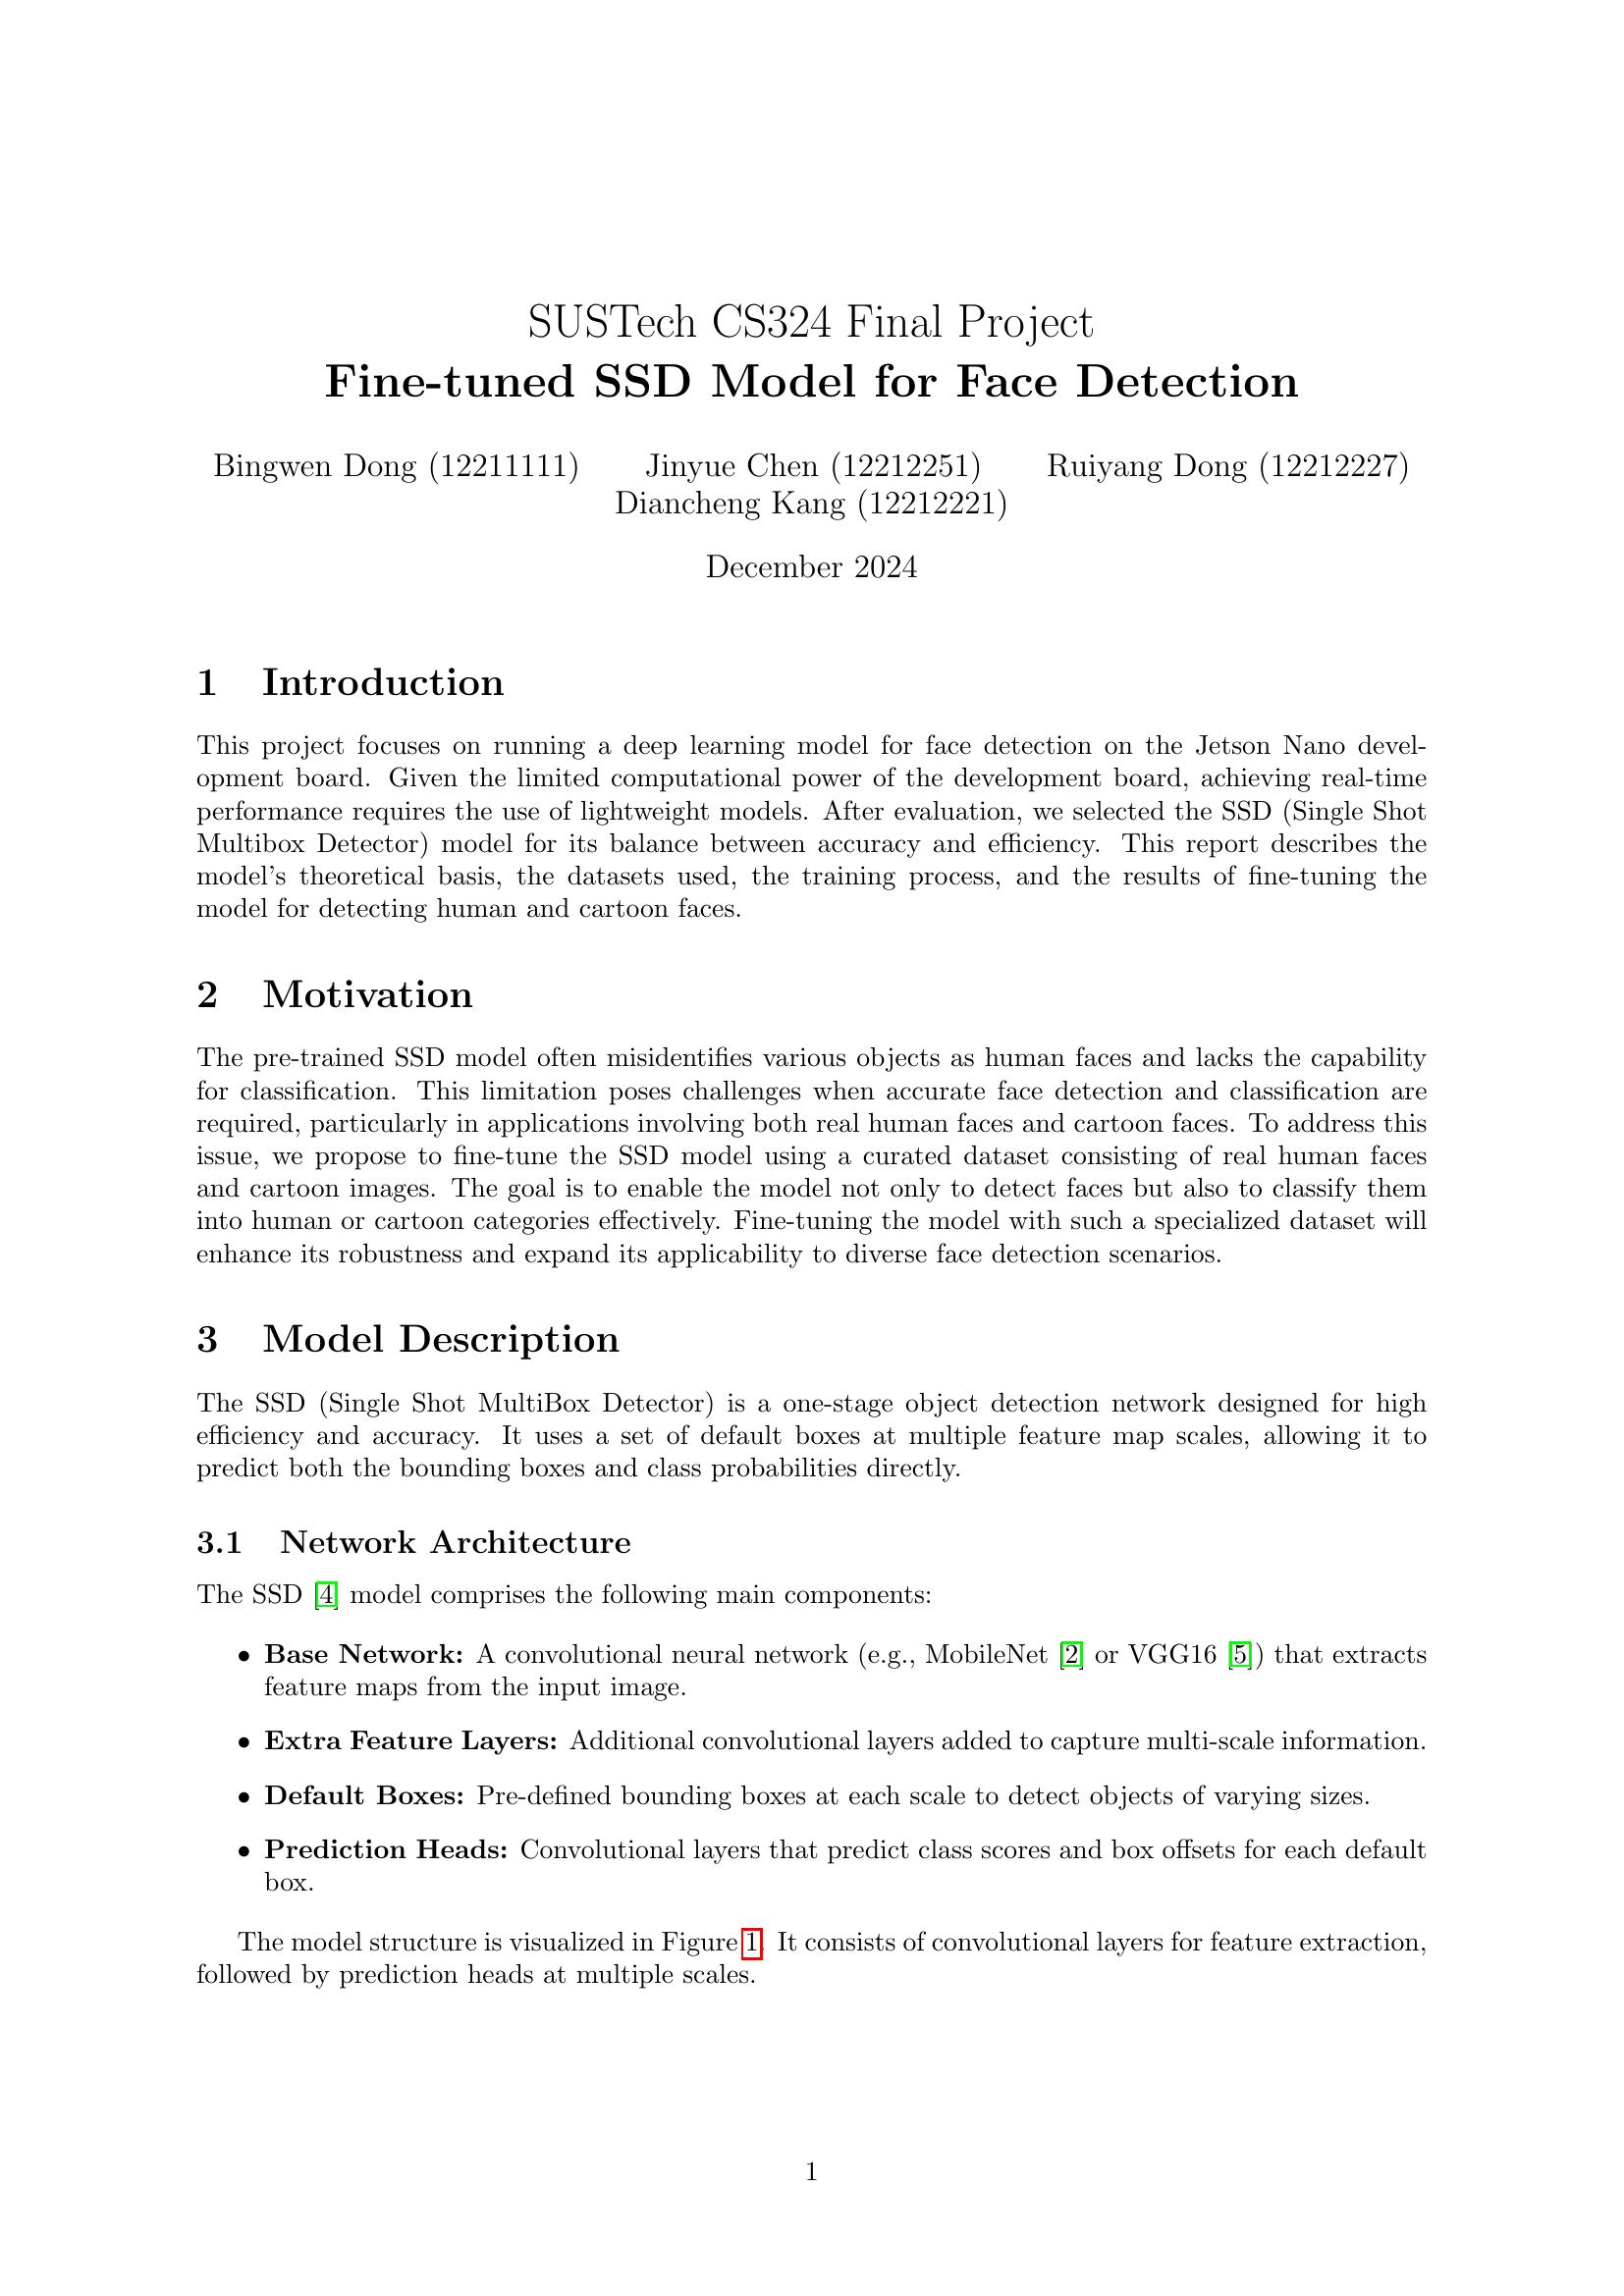 SUSTech CS324 Final Project
Fine-tuned SSD Model for Face Detection
Bingwen Dong (12211111) Jinyue Chen (12212251) Ruiyang Dong (12212227)
Diancheng Kang (12212221)
December 2024
1 Introduction
This project focuses on running a deep learning model for face detection on the Jetson Nano devel-
opment board. Given the limited computational power of the development board, achieving real-time
performance requires the use of lightweight models. After evaluation, we selected the SSD (Single Shot
Multibox Detector) model for its balance between accuracy and efficiency. This report describes the
model's theoretical basis, the datasets used, the training process, and the results of fine-tuning the
model for detecting human and cartoon faces.
2 Motivation
The pre-trained SSD model often misidentifies various objects as human faces and lacks the capability
for classification. This limitation poses challenges when accurate face detection and classification are
required, particularly in applications involving both real human faces and cartoon faces. To address this
issue, we propose to fine-tune the SSD model using a curated dataset consisting of real human faces
and cartoon images. The goal is to enable the model not only to detect faces but also to classify them
into human or cartoon categories effectively. Fine-tuning the model with such a specialized dataset will
enhance its robustness and expand its applicability to diverse face detection scenarios.
3 Model Description
The SSD (Single Shot MultiBox Detector) is a one-stage object detection network designed for high
efficiency and accuracy. It uses a set of default boxes at multiple feature map scales, allowing it to
predict both the bounding boxes and class probabilities directly.
3.1 Network Architecture
The SSD [4] model comprises the following main components:
• Base Network: A convolutional neural network (e.g., MobileNet [2] or VGG16 [5]) that extracts
feature maps from the input image.
• Extra Feature Layers: Additional convolutional layers added to capture multi-scale information.
• Default Boxes: Pre-defined bounding boxes at each scale to detect objects of varying sizes.
• Prediction Heads: Convolutional layers that predict class scores and box offsets for each default
box.
The model structure is visualized in Figure 1. It consists of convolutional layers for feature extraction,
followed by prediction heads at multiple scales.
1